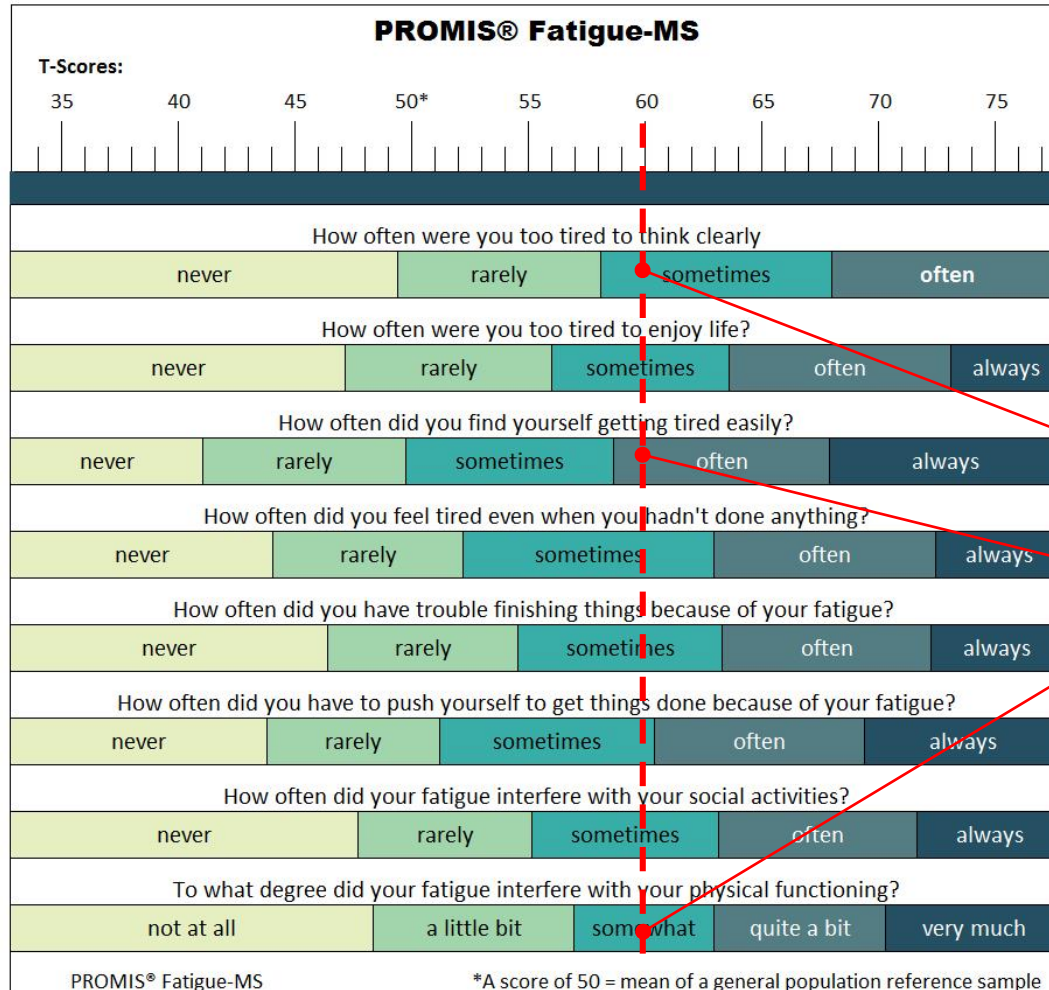 PROMIS® Fatigue-MS
T-Scores:
35 40 45 50* 55 60 65 70 75
How often were you too tired to think clearly
never rarely sometimes often
How often were you too tired to enjoy life?
never rarely sometimes often always
How often did you find yourself getting tired easily?
never rarely sometimes often always
How often did you feel tired even when you hadn't done anything?
never rarely sometimes often always
How often did you have trouble finishing things because of your fatigue?
never rarely sometimes often always
How often did you have to push yourself to get things done because of your fatigue?
never rarely sometimes often always
How often did your fatigue interfere with your social activities?
never rarely sometimes often always
To what degree did your fatigue interfere with your physical functioning?
not at all a little bit somewhat quite a bit very much
PROMIS® Fatigue-MS *A score of 50 = mean of a general population reference sample